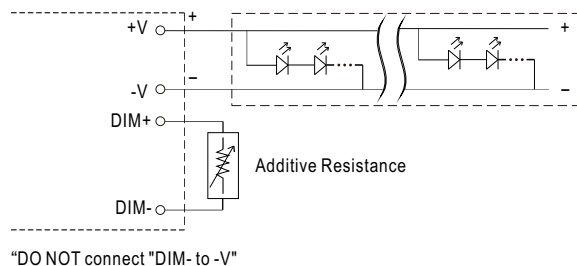 +V
+
+
-V
–
–
DIM+
Additive Resistance
DIM-
“DO NOT connect "DIM- to -V"